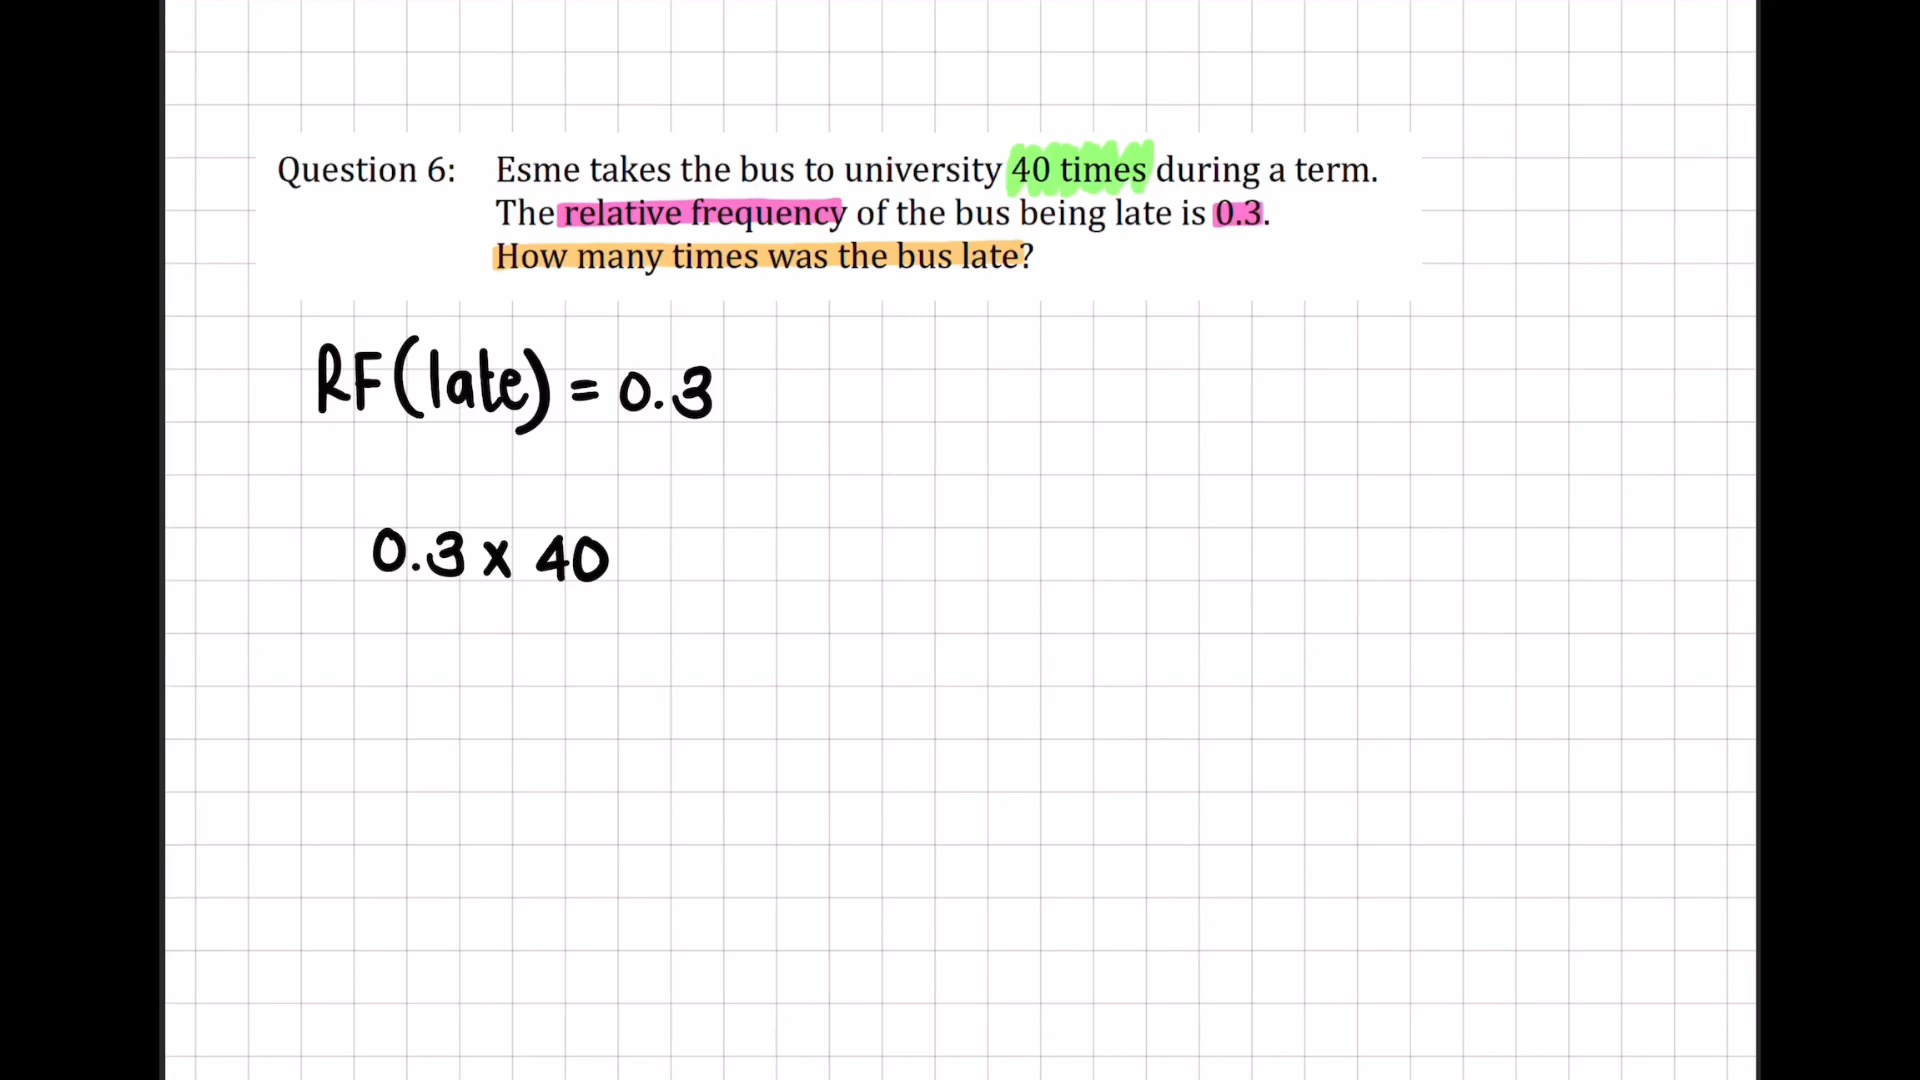 Question 6: Esme takes the bus to university 40 times during a term.
The relative frequency of the bus being late is 0.3.
How many times was the bus late?
RF(late) = 0.3
0.3 x 40